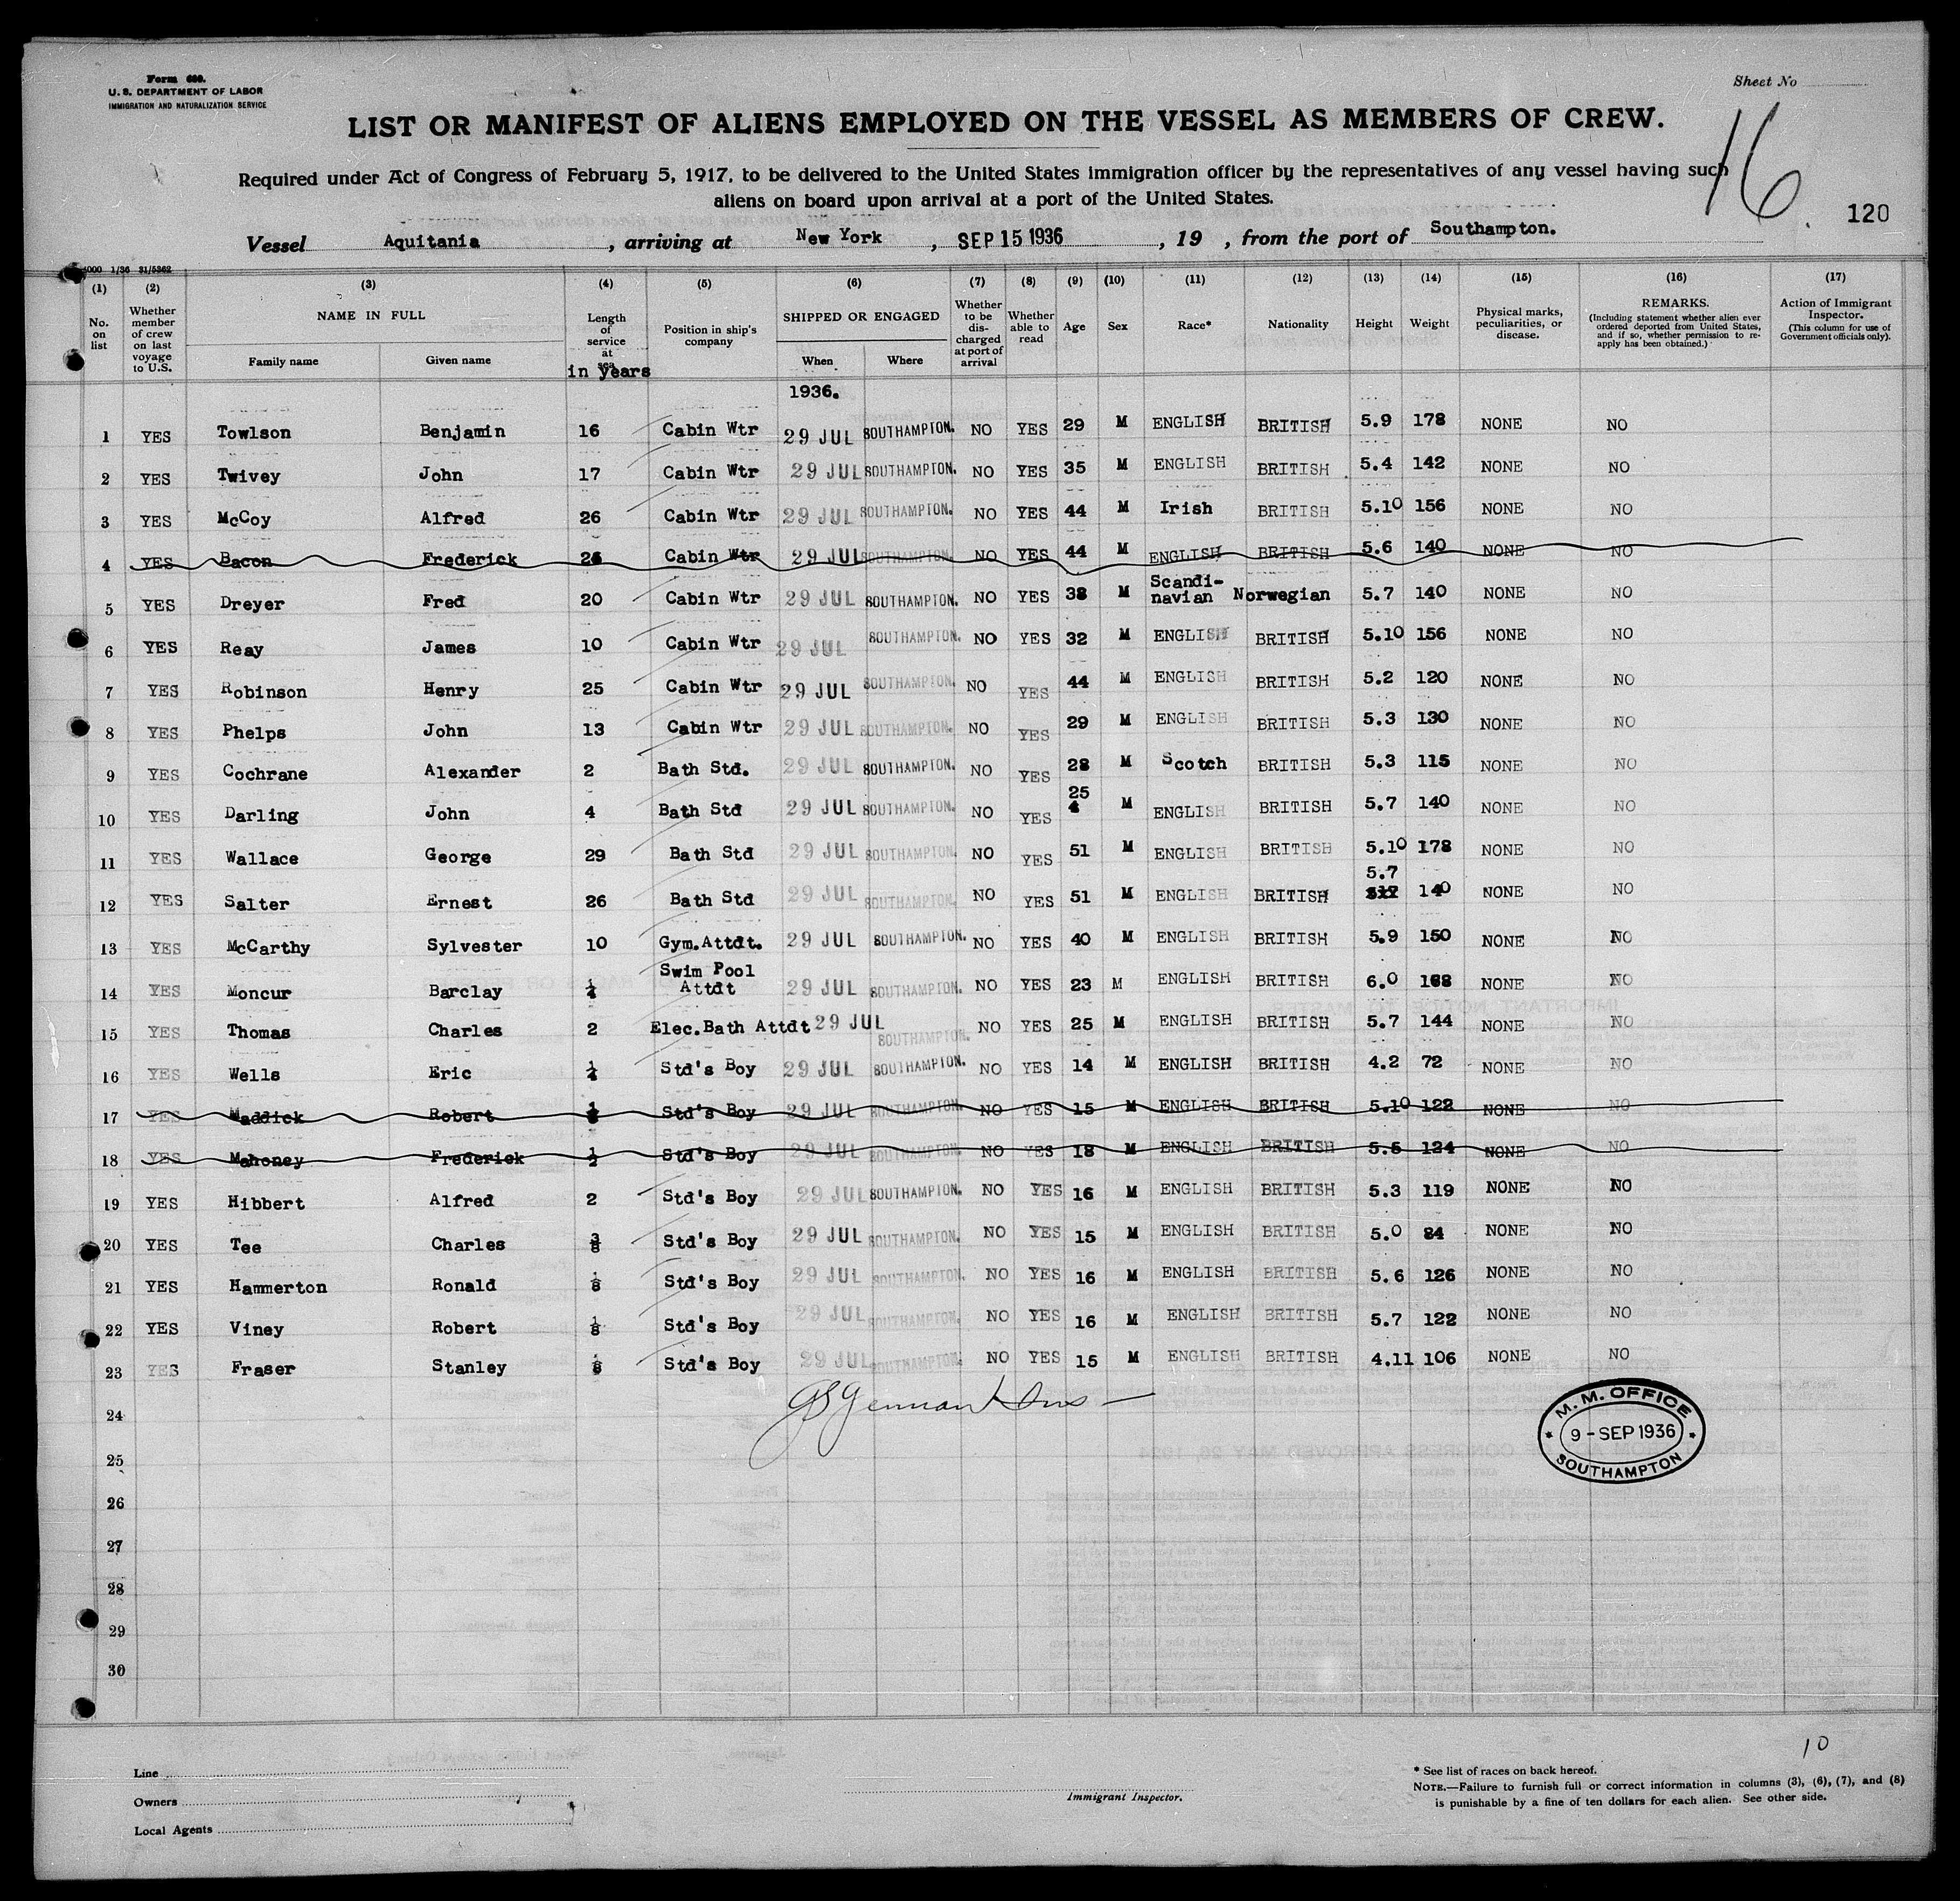 Form 689.
U. S. DEPARTMENT OF LABOR
IMMIGRATION AND NATURALIZATION SERVICE
Sheet No
LIST OR MANIFEST OF ALIENS EMPLOYED ON THE VESSEL AS MEMBERS OF CREW.
16
Required under Act of Congress of February 5, 1917, to be delivered to the United States immigration officer by the representatives of any vessel having such
aliens on board upon arrival at a port of the United States.
120
Vessel Aquitania, arriving at New York, SEP 15 1936, 19 , from the port of Southampton.
(1) No. on list
(2) Whether member of crew on last voyage to U.S.
(3) NAME IN FULL Family name Given name
(4) Length of service at sea in years
(5) Position in ship's company
(6) SHIPPED OR ENGAGED When Where
(7) Whether to be discharged at port of arrival
(8) Whether able to read
(9) Age
(10) Sex
(11) Race*
(12) Nationality
(13) Height
(14) Weight
(15) Physical marks, peculiarities, or disease.
(16) REMARKS. (Including statement whether alien ever ordered deported from United States, and if so, whether permission to re-apply has been obtained.)
(17) Action of Immigrant Inspector. (This column for use of Government officials only).
1936.
1 YES Towlson Benjamin 16 Cabin Wtr 29 JUL SOUTHAMPTON. NO YES 29 M ENGLISH BRITISH 5.9 178 NONE NO
2 YES Twivey John 17 Cabin Wtr 29 JUL SOUTHAMPTON. NO YES 35 M ENGLISH BRITISH 5.4 142 NONE NO
3 YES McCoy Alfred 26 Cabin Wtr 29 JUL SOUTHAMPTON. NO YES 44 M Irish BRITISH 5.10 156 NONE NO
4 YES Bacon Frederick 26 Cabin Wtr 29 JUL SOUTHAMPTON. NO YES 44 M ENGLISH BRITISH 5.6 140 NONE NO
5 YES Dreyer Fred 20 Cabin Wtr 29 JUL SOUTHAMPTON. NO YES 38 M Scandi-navian Norwegian 5.7 140 NONE NO
6 YES Reay James 10 Cabin Wtr 29 JUL SOUTHAMPTON. NO YES 32 M ENGLISH BRITISH 5.10 156 NONE NO
7 YES Robinson Henry 25 Cabin Wtr 29 JUL SOUTHAMPTON. NO YES 44 M ENGLISH BRITISH 5.2 120 NONE NO
8 YES Phelps John 13 Cabin Wtr 29 JUL SOUTHAMPTON. NO YES 29 M ENGLISH BRITISH 5.3 130 NONE NO
9 YES Cochrane Alexander 2 Bath Std. 29 JUL SOUTHAMPTON. NO YES 28 M Scotch BRITISH 5.3 115 NONE NO
10 YES Darling John 4 Bath Std 29 JUL SOUTHAMPTON. NO YES 25 4 M ENGLISH BRITISH 5.7 140 NONE NO
11 YES Wallace George 29 Bath Std 29 JUL SOUTHAMPTON. NO YES 51 M ENGLISH BRITISH 5.10 178 NONE NO
12 YES Salter Ernest 26 Bath Std 29 JUL SOUTHAMPTON. NO YES 51 M ENGLISH BRITISH 5.7 140 NONE NO
13 YES McCarthy Sylvester 10 Gym.Attdt. 29 JUL SOUTHAMPTON. NO YES 40 M ENGLISH BRITISH 5.9 150 NONE NO
14 YES Moncur Barclay 1/4 Swim Pool Attdt 29 JUL SOUTHAMPTON. NO YES 23 M ENGLISH BRITISH 6.0 168 NONE NO
15 YES Thomas Charles 2 Elec.Bath Attdt 29 JUL SOUTHAMPTON. NO YES 25 M ENGLISH BRITISH 5.7 144 NONE NO
16 YES Wells Eric 1/4 Std's Boy 29 JUL SOUTHAMPTON. NO YES 14 M ENGLISH BRITISH 4.2 72 NONE NO
17 YES Maddick Robert Std's Boy 29 JUL SOUTHAMPTON. NO YES 15 M ENGLISH BRITISH 5.10 122 NONE NO
18 YES Mahoney Frederick 1/2 Std's Boy 29 JUL SOUTHAMPTON. NO YES 18 M ENGLISH BRITISH 5.5 124 NONE NO
19 YES Hibbert Alfred 2 Std's Boy 29 JUL SOUTHAMPTON. NO YES 16 M ENGLISH BRITISH 5.3 119 NONE NO
20 YES Tee Charles 3/8 Std's Boy 29 JUL SOUTHAMPTON. NO YES 15 M ENGLISH BRITISH 5.0 84 NONE NO
21 YES Hammerton Ronald 1/8 Std's Boy 29 JUL SOUTHAMPTON. NO YES 16 M ENGLISH BRITISH 5.6 126 NONE NO
22 YES Viney Robert 1/8 Std's Boy 29 JUL SOUTHAMPTON. NO YES 16 M ENGLISH BRITISH 5.7 122 NONE NO
23 YES Fraser Stanley 1/8 Std's Boy 29 JUL SOUTHAMPTON. NO YES 15 M ENGLISH BRITISH 4.11 106 NONE NO
24
25
26
27
28
29
30
M. M. OFFICE
9 - SEP 1936
SOUTHAMPTON
10
Line
Owners
Local Agents
Immigrant Inspector.
* See list of races on back hereof.
NOTE.—Failure to furnish full or correct information in columns (3), (6), (7), and (8)
is punishable by a fine of ten dollars for each alien. See other side.